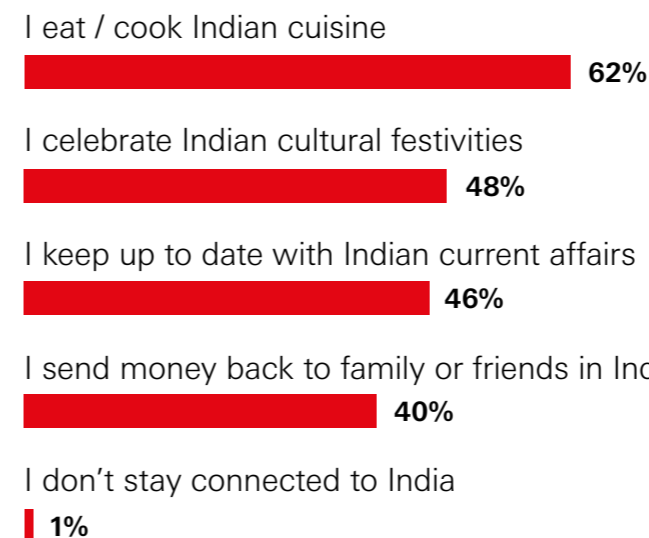 I eat / cook Indian cuisine
62%
I celebrate Indian cultural festivities
48%
I keep up to date with Indian current affairs
46%
I send money back to family or friends in
40%
I don’t stay connected to India
1%